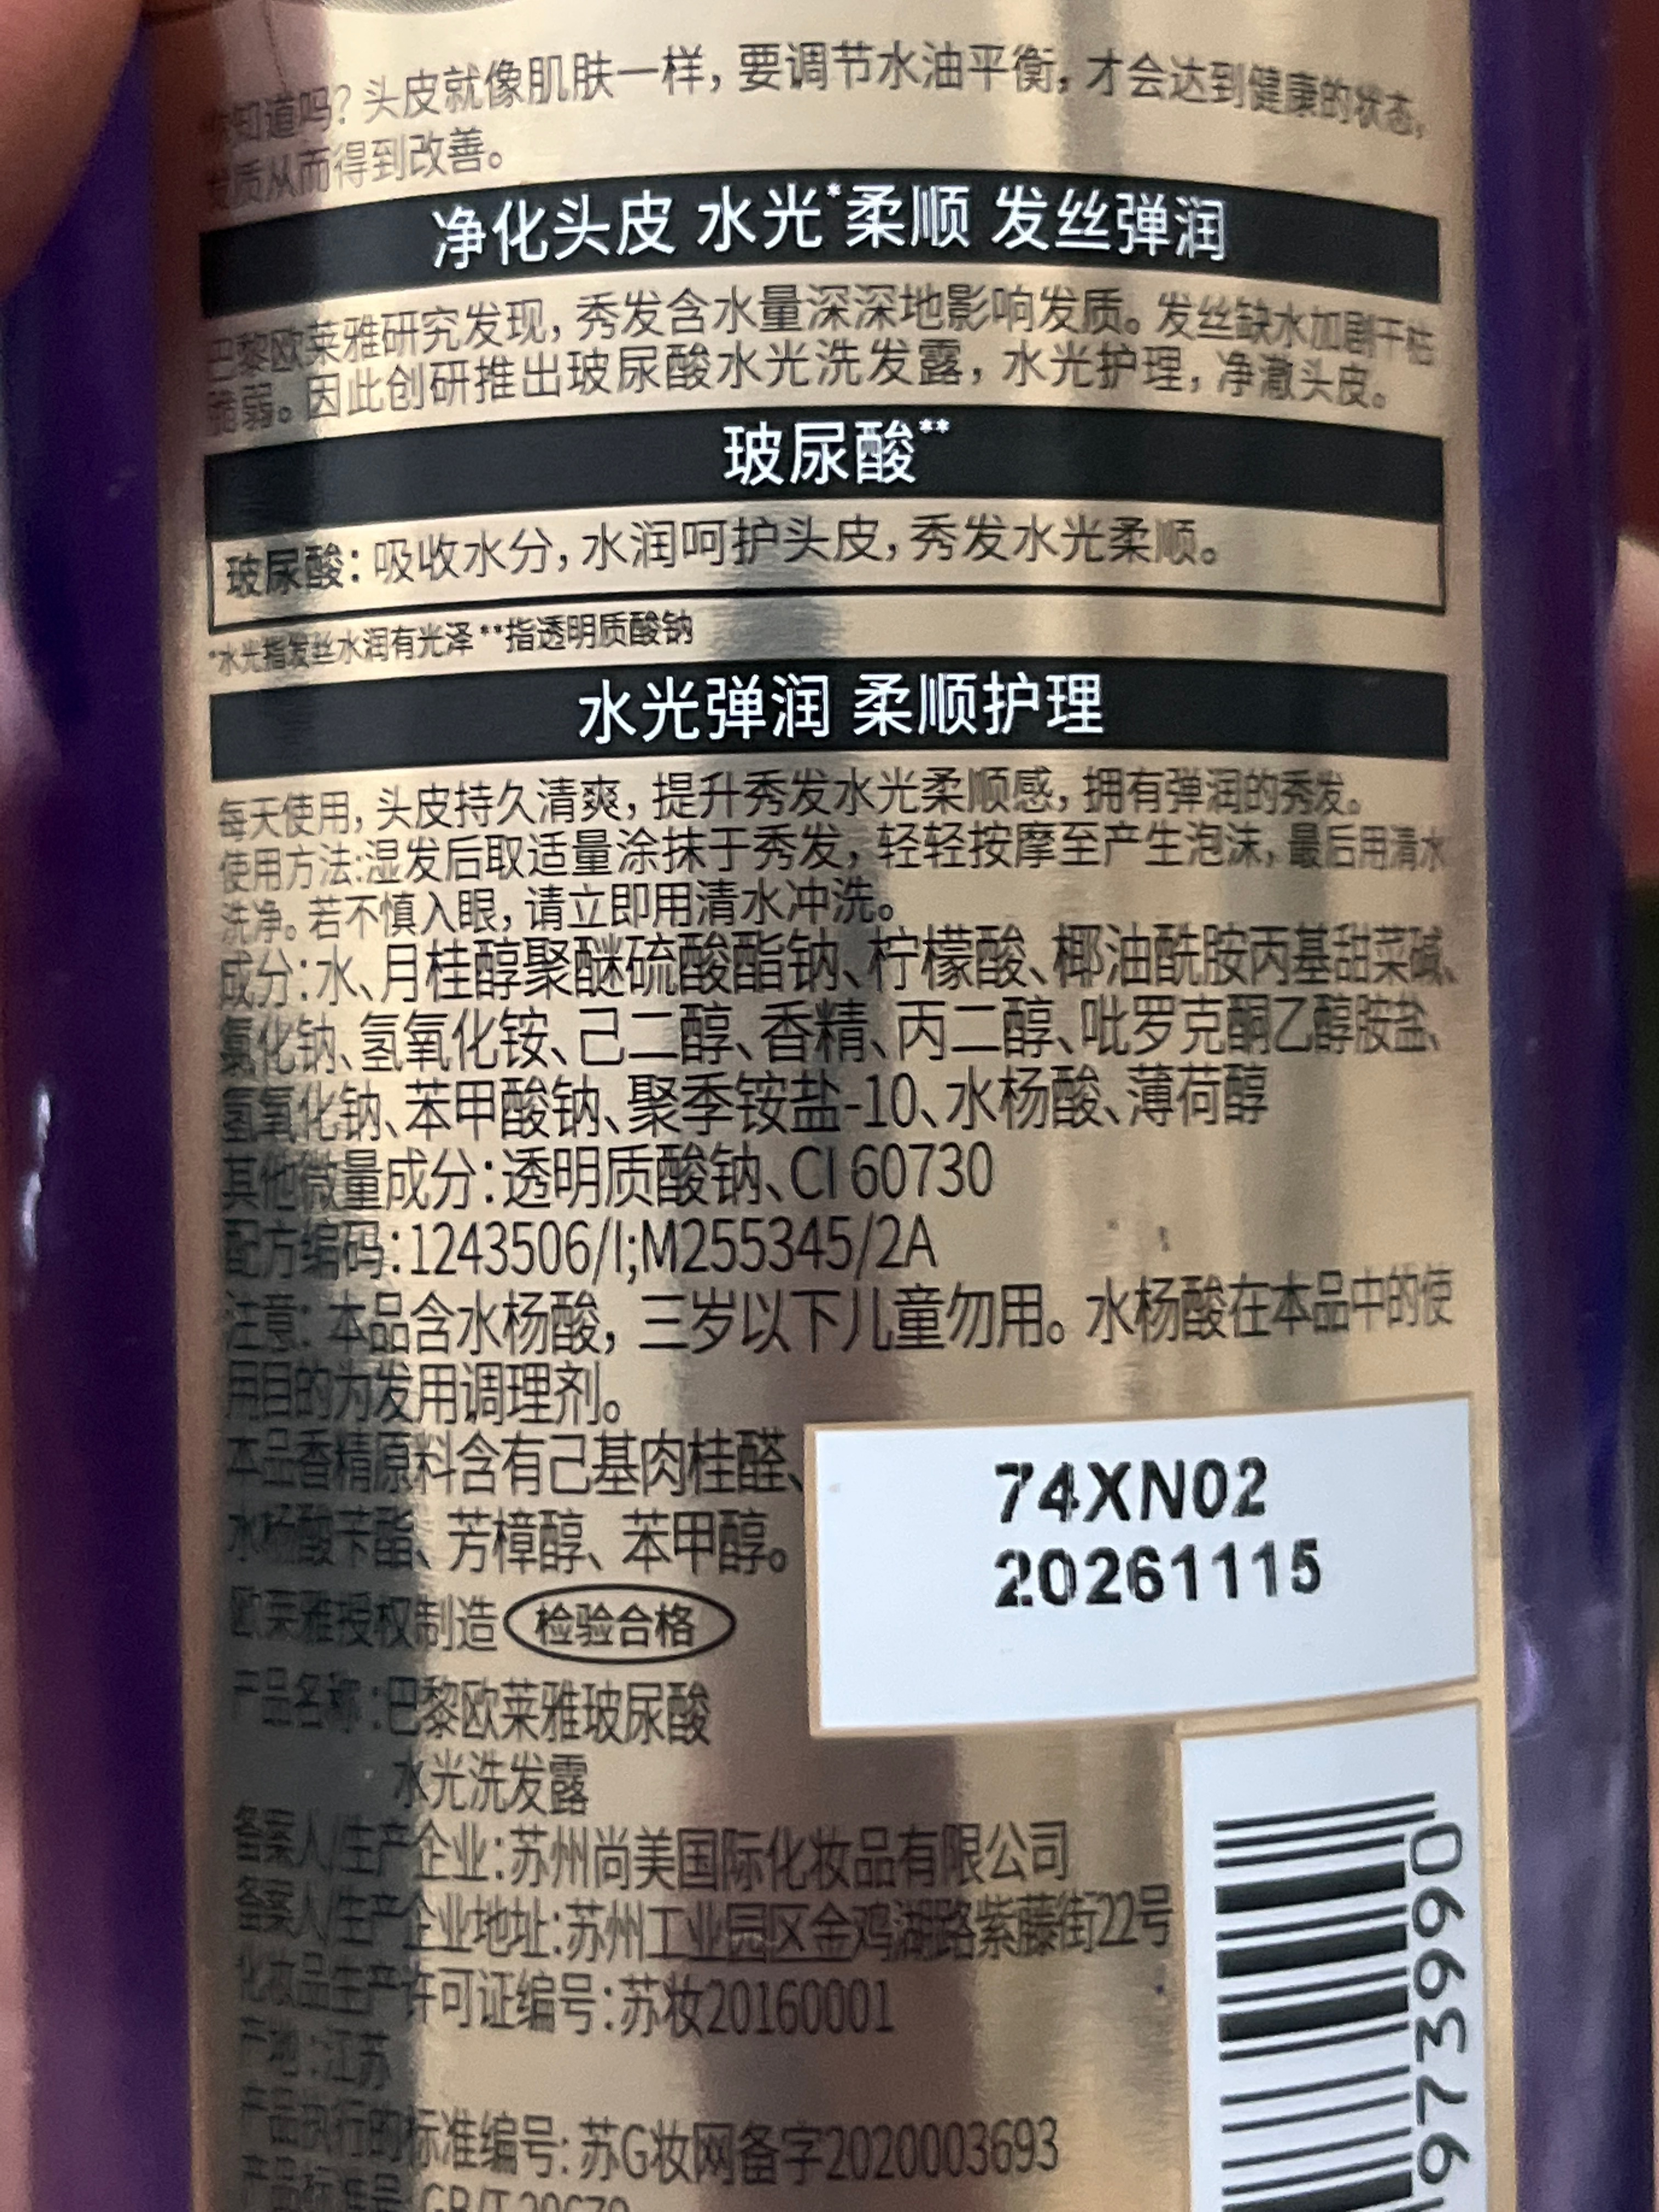 知道吗？头皮就像肌肤一样，要调节水油平衡，才会达到健康的状态，
发质从而得到改善。
净化头皮 水光*柔顺 发丝弹润
巴黎欧莱雅研究发现，秀发含水量深深地影响发质。发丝缺水加剧干枯
脆弱。因此创研推出玻尿酸水光洗发露，水光护理，净澈头皮。
玻尿酸**
玻尿酸：吸收水分，水润呵护头皮，秀发水光柔顺。
*水光指发丝水润有光泽 **指透明质酸钠
水光弹润 柔顺护理
每天使用，头皮持久清爽，提升秀发水光柔顺感，拥有弹润的秀发。
使用方法：湿发后取适量涂抹于秀发，轻轻按摩至产生泡沫，最后用清水
洗净。若不慎入眼，请立即用清水冲洗。
成分：水、月桂醇聚醚硫酸酯钠、柠檬酸、椰油酰胺丙基甜菜碱、
氯化钠、氢氧化铵、己二醇、香精、丙二醇、吡罗克酮乙醇胺盐、
氢氧化钠、苯甲酸钠、聚季铵盐-10、水杨酸、薄荷醇
其他微量成分：透明质酸钠、CI 60730
配方编码：1243506/I;M255345/2A
注意：本品含水杨酸，三岁以下儿童勿用。水杨酸在本品中的使
用目的为发用调理剂。
本品香精原料含有己基肉桂醛、
水杨酸苄酯、芳樟醇、苯甲醇。
74XN02
20261115
欧莱雅授权制造 检验合格
产品名称：巴黎欧莱雅玻尿酸
水光洗发露
备案人/生产企业：苏州尚美国际化妆品有限公司
备案人/生产企业地址：苏州工业园区金鸡湖路紫藤街22号
化妆品生产许可证编号：苏妆20160001
产地：江苏
产品执行的标准编号：苏G妆网备字2020003693
产品标准号：GB/T 29679